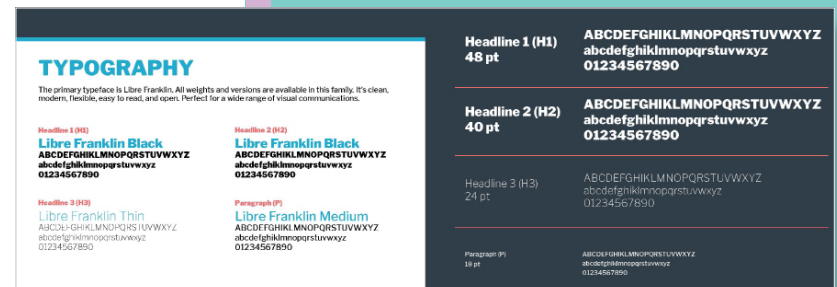 TYPOGRAPHY
The primary typeface is Libre Franklin. All weights and versions are available in this family. It's clean,
modern, flexible, easy to read, and open. Perfect for a wide range of visual communications.
Headline 1 (H1)
Libre Franklin Black
ABCDEFGHIKLMNOPQRSTUVWXYZ
abcdefghiklmnopqrstuvwxyz
01234567890
Headline 2 (H2)
Libre Franklin Black
ABCDEFGHIKLMNOPQRSTUVWXYZ
abcdefghiklmnopqrstuvwxyz
01234567890
Headline 3 (H3)
Libre Franklin Thin
ABCDEFGHIKLMNOPQRSTUVWXYZ
abcdefghiklmnopqrstuvwxyz
01234567890
Paragraph (P)
Libre Franklin Medium
ABCDEFGHIKLMNOPQRSTUVWXYZ
abcdefghiklmnopqrstuvwxyz
01234567890
Headline 1 (H1)
48 pt
ABCDEFGHIKLMNOPQRSTUVWXYZ
abcdefghiklmnopqrstuvwxyz
01234567890
Headline 2 (H2)
40 pt
ABCDEFGHIKLMNOPQRSTUVWXYZ
abcdefghiklmnopqrstuvwxyz
01234567890
Headline 3 (H3)
24 pt
ABCDEFGHIKLMNOPQRSTUVWXYZ
abcdefghiklmnopqrstuvwxyz
01234567890
Paragraph (P)
18 pt
ABCDEFGHIKLMNOPQRSTUVWXYZ
abcdefghiklmnopqrstuvwxyz
01234567890